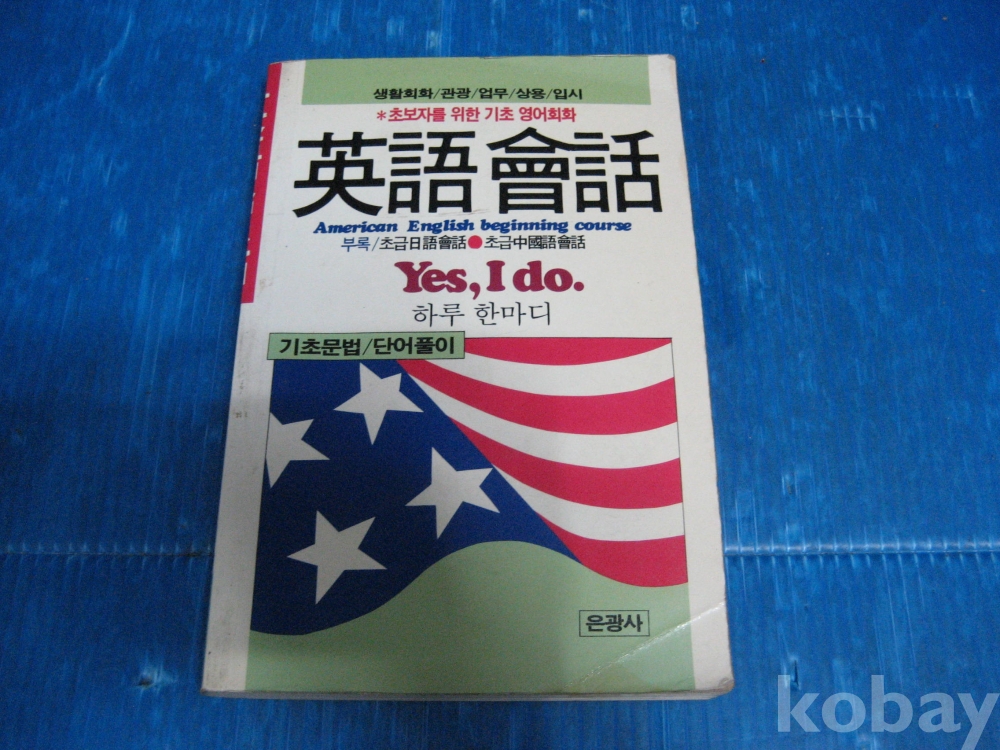 생활회화/관광/업무/상용/입시
*초보자를 위한 기초 영어회화
英語 會話
American English beginning course
부록/초급日語會話●초급中國語會話
Yes, I do.
하루 한마디
기초문법/단어풀이
은광사
kobay